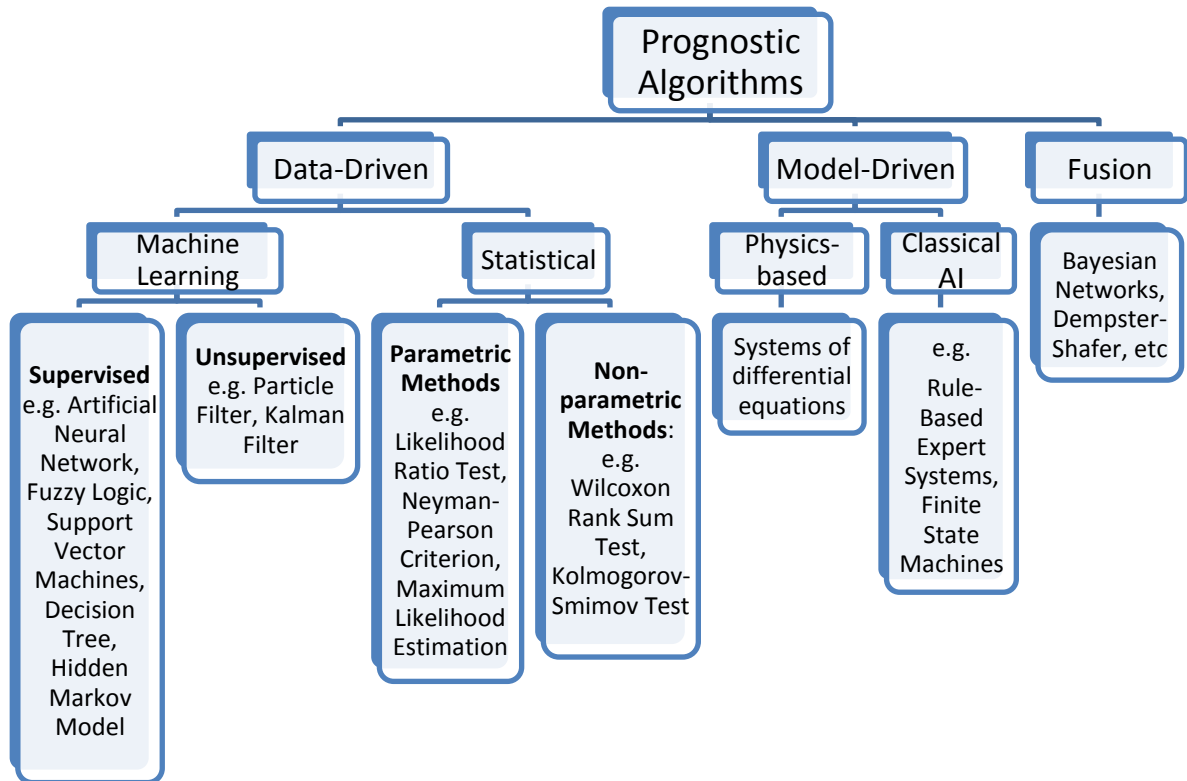 Prognostic
Algorithms
Data-Driven
Model-Driven
Fusion
Machine
Learning
Statistical
Physics-
based
Classical
AI
Bayesian
Networks,
Dempster-
Shafer, etc
Supervised
e.g. Artificial
Neural
Network,
Fuzzy Logic,
Support
Vector
Machines,
Decision
Tree,
Hidden
Markov
Model
Unsupervised
e.g. Particle
Filter, Kalman
Filter
Parametric
Methods
e.g.
Likelihood
Ratio Test,
Neyman-
Pearson
Criterion,
Maximum
Likelihood
Estimation
Non-
parametric
Methods:
e.g.
Wilcoxon
Rank Sum
Test,
Kolmogorov-
Smimov Test
Systems of
differential
equations
e.g.
Rule-
Based
Expert
Systems,
Finite
State
Machines